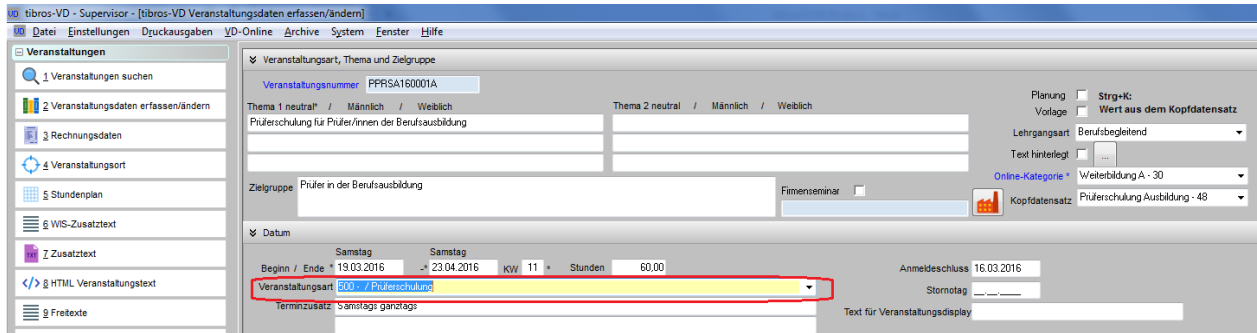 tibros-VD - Supervisor - [tibros-VD Veranstaltungsdaten erfassen/ändern]
Datei Einstellungen Druckausgaben VD-Online Archive System Fenster Hilfe
Veranstaltungen
1 Veranstaltungen suchen
2 Veranstaltungsdaten erfassen/ändern
3 Rechnungsdaten
4 Veranstaltungsort
5 Stundenplan
6 WIS-Zusatztext
7 Zusatztext
8 HTML Veranstaltungstext
9 Freitexte
Veranstaltungsart, Thema und Zielgruppe
Veranstaltungsnummer PPRSA160001A
Thema 1 neutral* / Männlich / Weiblich
Thema 2 neutral / Männlich / Weiblich
Prüferschulung für Prüfer/innen der Berufsausbildung
Planung
Strg+K:
Vorlage
Wert aus dem Kopfdatensatz
Lehrgangsart Berufsbegleitend
Text hinterlegt ...
Online-Kategorie * Weiterbildung A - 30
Kopfdatensatz Prüferschulung Ausbildung - 48
Zielgruppe Prüfer in der Berufsausbildung
Firmenseminar
Datum
Samstag Samstag
Beginn / Ende * 19.03.2016 -* 23.04.2016 KW 11 * Stunden 60,00
Anmeldeschluss 16.03.2016
Veranstaltungsart 500 - / Prüferschulung
Stornotag __.__.____
Terminzusatz Samstags ganztags
Text für Veranstaltungsdisplay